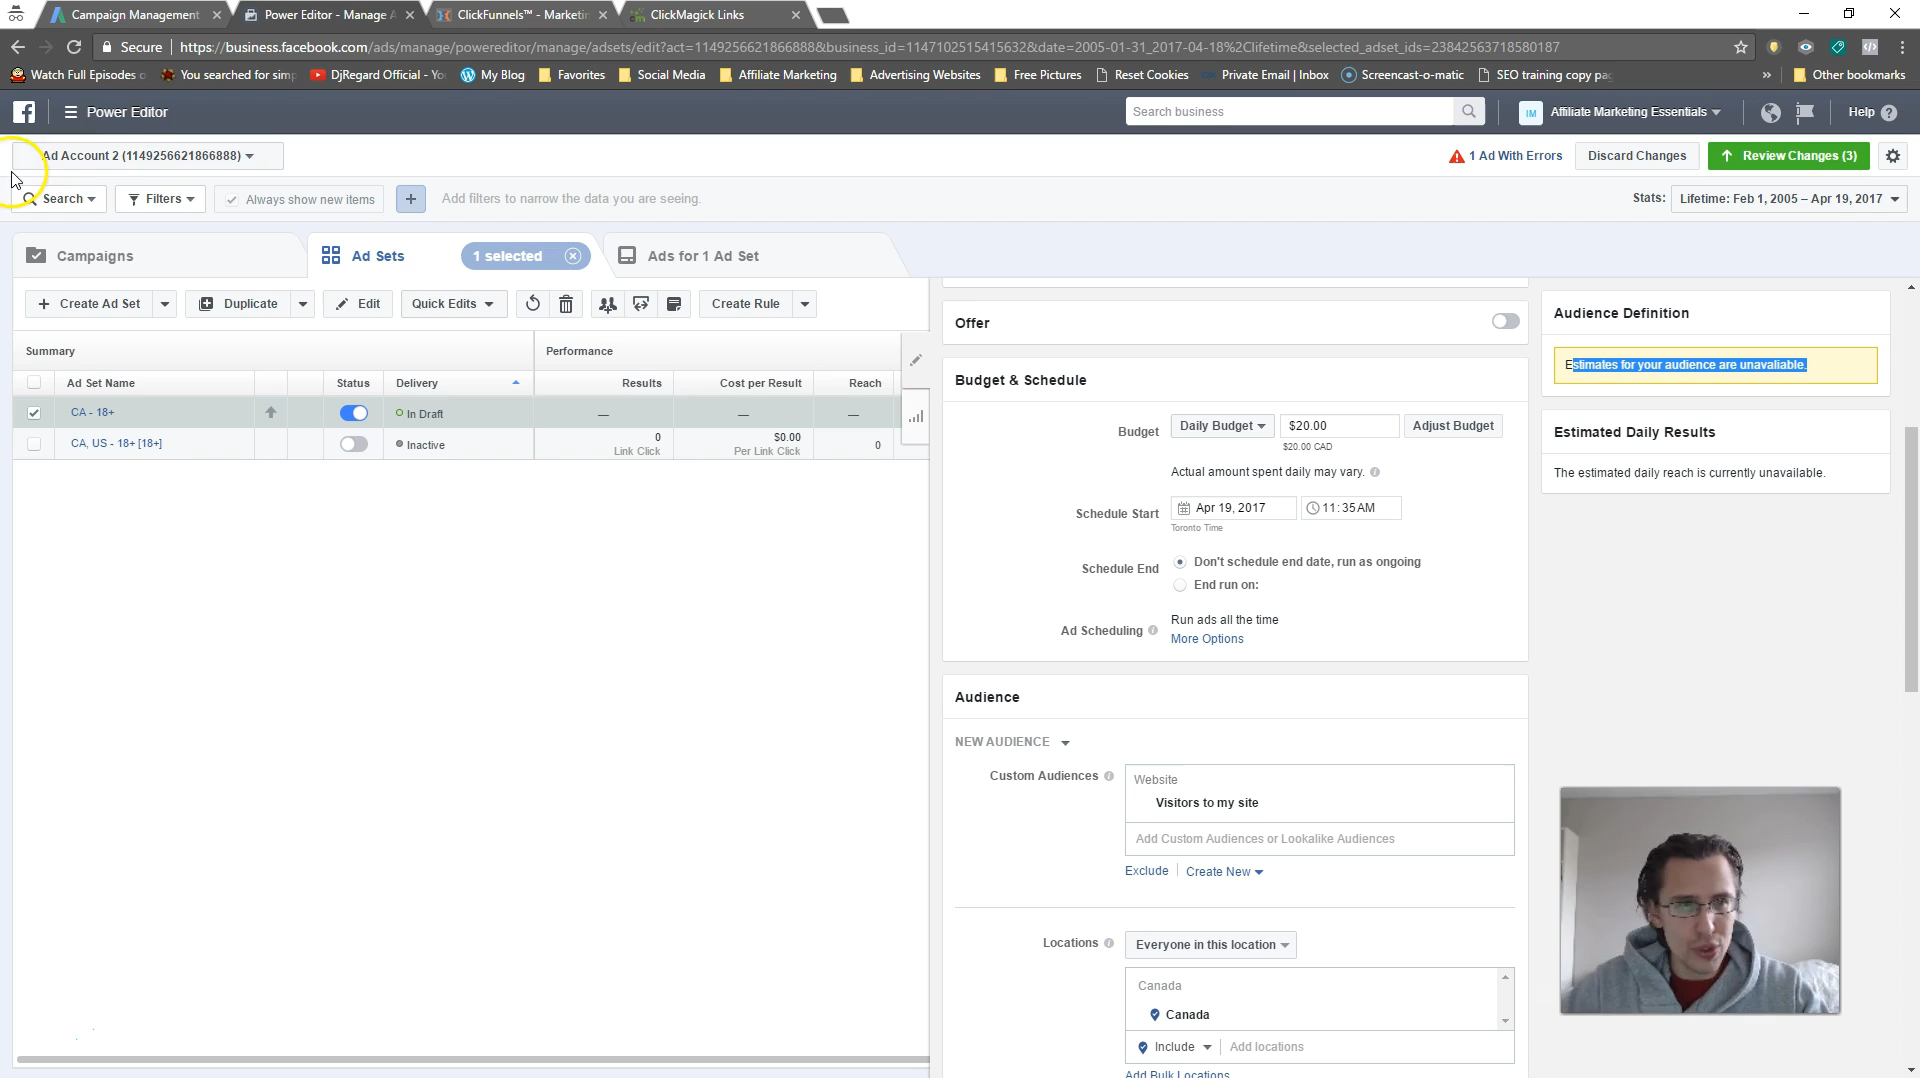 Campaign Management
Power Editor - Manage A
ClickFunnels™ - Marketin
ClickMagick Links
Secure
https://business.facebook.com/ads/manage/powereditor/manage/adsets/edit?act=1149256621866888&business_id=1147102515415632&date=2005-01-31_2017-04-18%2Clifetime&selected_adset_ids=23842563718580187
Watch Full Episodes o
You searched for simp
DjRegard Official - Yo
My Blog
Favorites
Social Media
Affiliate Marketing
Advertising Websites
Free Pictures
Reset Cookies
Private Email | Inbox
Screencast-o-matic
SEO training copy pag
»
Other bookmarks
Power Editor
Search business
IM
Affiliate Marketing Essentials
Help
Ad Account 2 (1149256621866888)
1 Ad With Errors
Discard Changes
Review Changes (3)
Search
Filters
Always show new items
+
Add filters to narrow the data you are seeing.
Stats:
Lifetime: Feb 1, 2005 – Apr 19, 2017
Campaigns
Ad Sets
1 selected
Ads for 1 Ad Set
+ Create Ad Set
Duplicate
Edit
Quick Edits
Create Rule
Summary
Performance
Ad Set Name
Status
Delivery
Results
Cost per Result
Reach
CA - 18+
In Draft
—
—
—
CA, US - 18+ [18+]
Inactive
0
Link Click
$0.00
Per Link Click
0
Offer
Budget & Schedule
Budget
Daily Budget
$20.00
Adjust Budget
$20.00 CAD
Actual amount spent daily may vary.
Schedule Start
Apr 19, 2017
11:35AM
Toronto Time
Schedule End
Don't schedule end date, run as ongoing
End run on:
Ad Scheduling
Run ads all the time
More Options
Audience
NEW AUDIENCE
Custom Audiences
Website
Visitors to my site
Add Custom Audiences or Lookalike Audiences
Exclude
Create New
Locations
Everyone in this location
Canada
Canada
Include
Add locations
Add Bulk Locations
Audience Definition
Estimates for your audience are unavaliable.
Estimated Daily Results
The estimated daily reach is currently unavailable.